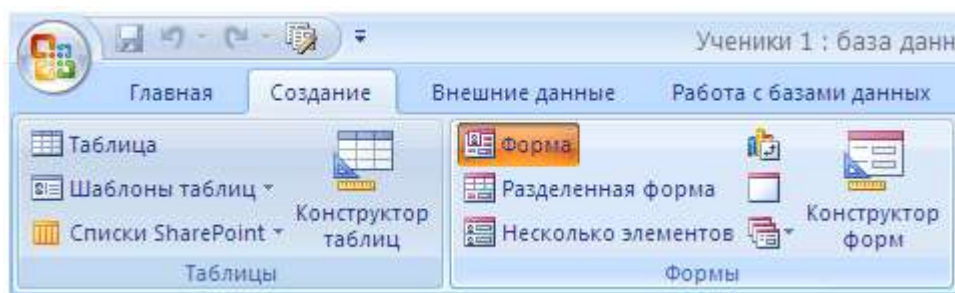 Ученики 1 : база данн
Главная Создание Внешние данные Работа с базами данных
Таблица
Шаблоны таблиц
Списки SharePoint
Конструктор
таблиц
Таблицы
Форма
Разделенная форма
Несколько элементов
Конструктор
форм
Формы